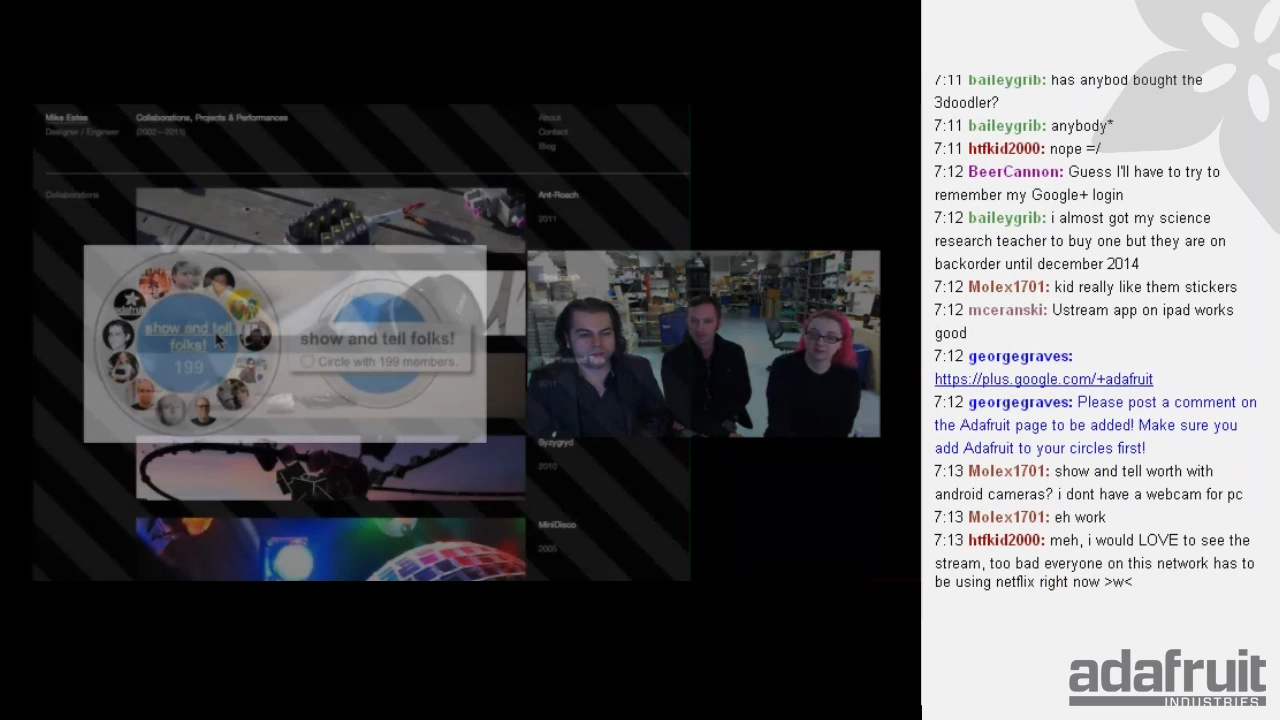 Mike Estee
Designer / Engineer
Collaborations, Projects & Performances
(2002—2011)
About
Contact
Blog
Collaborations
Ant-Roach
2011
show and tell
folks!
199
show and tell folks!
Circle with 199 members.
2011
Syzygryd
2010
MiniDisco
2005
7:11 baileygrib: has anybod bought the
3doodler?
7:11 baileygrib: anybody*
7:11 htfkid2000: nope =/
7:12 BeerCannon: Guess I'll have to try to
remember my Google+ login
7:12 baileygrib: i almost got my science
research teacher to buy one but they are on
backorder until december 2014
7:12 Molex1701: kid really like them stickers
7:12 mceranski: Ustream app on ipad works
good
7:12 georgegraves:
https://plus.google.com/+adafruit
7:12 georgegraves: Please post a comment on
the Adafruit page to be added! Make sure you
add Adafruit to your circles first!
7:13 Molex1701: show and tell worth with
android cameras? i dont have a webcam for pc
7:13 Molex1701: eh work
7:13 htfkid2000: meh, i would LOVE to see the
stream, too bad everyone on this network has to
be using netflix right now >w<
adafruit
INDUSTRIES